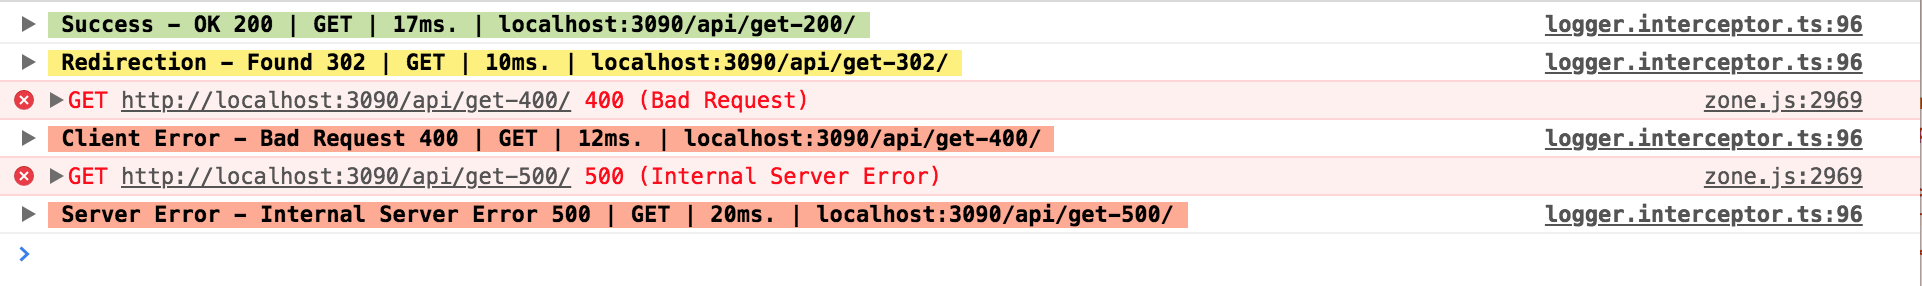 Success – OK 200 | GET | 17ms. | localhost:3090/api/get-200/ logger.interceptor.ts:96
Redirection – Found 302 | GET | 10ms. | localhost:3090/api/get-302/ logger.interceptor.ts:96
GET http://localhost:3090/api/get-400/ 400 (Bad Request) zone.js:2969
Client Error – Bad Request 400 | GET | 12ms. | localhost:3090/api/get-400/ logger.interceptor.ts:96
GET http://localhost:3090/api/get-500/ 500 (Internal Server Error) zone.js:2969
Server Error – Internal Server Error 500 | GET | 20ms. | localhost:3090/api/get-500/ logger.interceptor.ts:96